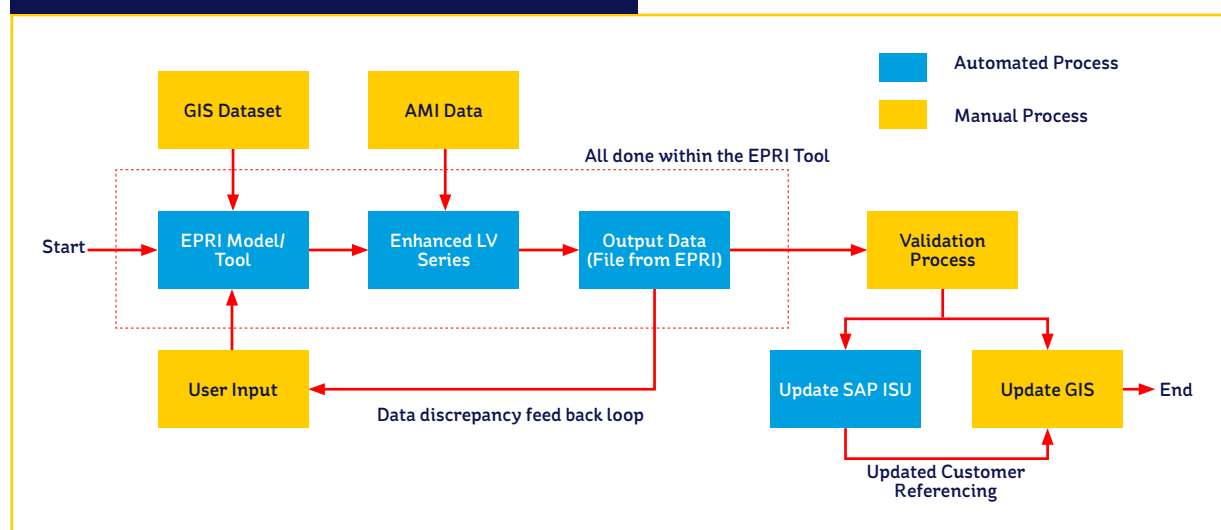 Automated Process
GIS Dataset
AMI Data
Manual Process
All done within the EPRI Tool
Start
EPRI Model/
Tool
Enhanced LV
Series
Output Data
(File from EPRI)
Validation
Process
User Input
Data discrepancy feed back loop
Update SAP ISU
Update GIS
End
Updated Customer
Referencing